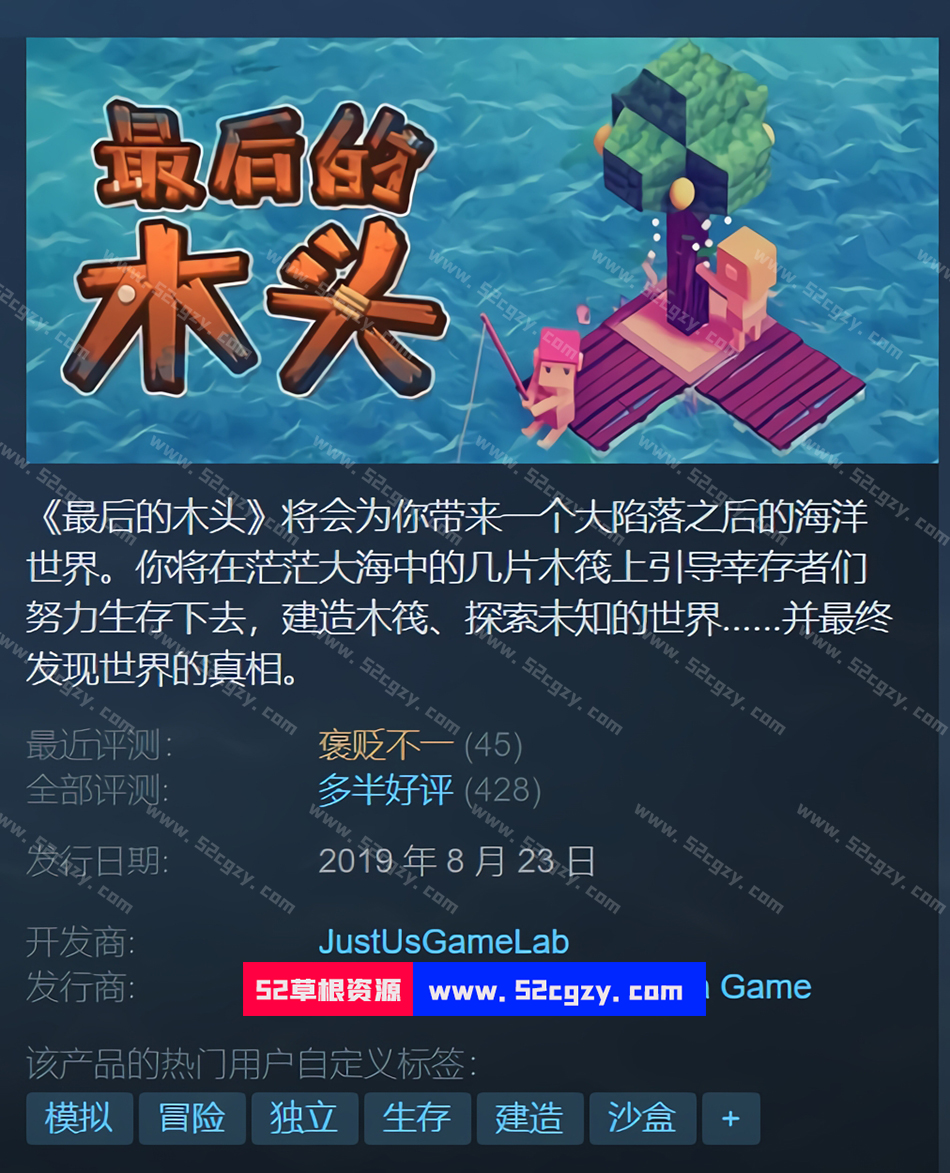 最后的
木头
《最后的木头》将会为你带来一个大陷落之后的海洋
世界。你将在茫茫大海中的几片木筏上引导幸存者们
努力生存下去，建造木筏、探索未知的世界......并最终
发现世界的真相。
最近评测: 褒贬不一 (45)
全部评测: 多半好评 (428)
发行日期: 2019 年 8 月 23 日
开发商: JustUsGameLab
发行商: Game
52草根资源 www.52cgzy.com
该产品的热门用户自定义标签:
模拟 冒险 独立 生存 建造 沙盒 +
www.52cgzy.com